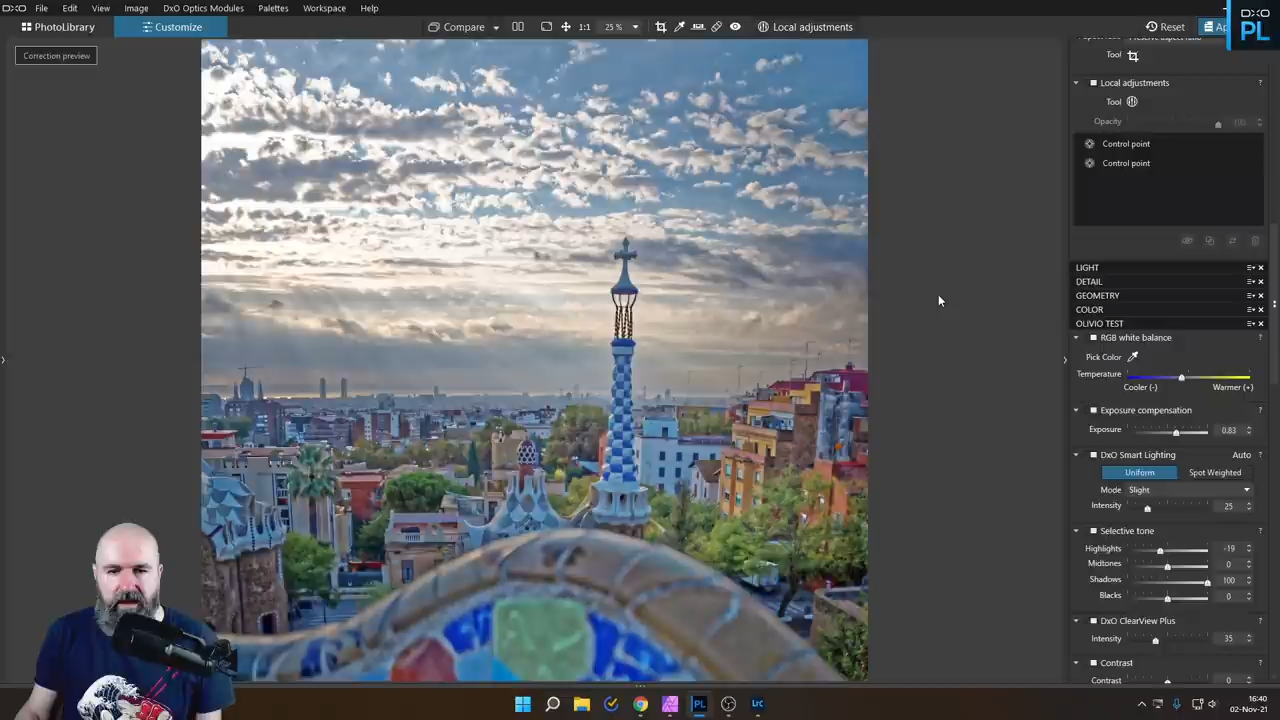 DXO File Edit View Image DxO Optics Modules Palettes Workspace Help
PhotoLibrary Customize Compare 1:1 25 % Local adjustments Reset
DXO
PL
Correction preview
Tool
Local adjustments ?
Tool
Opacity 100
Control point
Control point
LIGHT
DETAIL
GEOMETRY
COLOR
OLIVIO TEST
RGB white balance ?
Pick Color
Temperature
Cooler (-) Warmer (+)
Exposure compensation ?
Exposure 0.83
DxO Smart Lighting Auto ?
Uniform Spot Weighted
Mode Slight
Intensity 25
Selective tone ?
Highlights -19
Midtones 0
Shadows 100
Blacks 0
DxO ClearView Plus ?
Intensity 35
Contrast ?
Contrast 0
PL Lrc
16:40
02-Nov-21